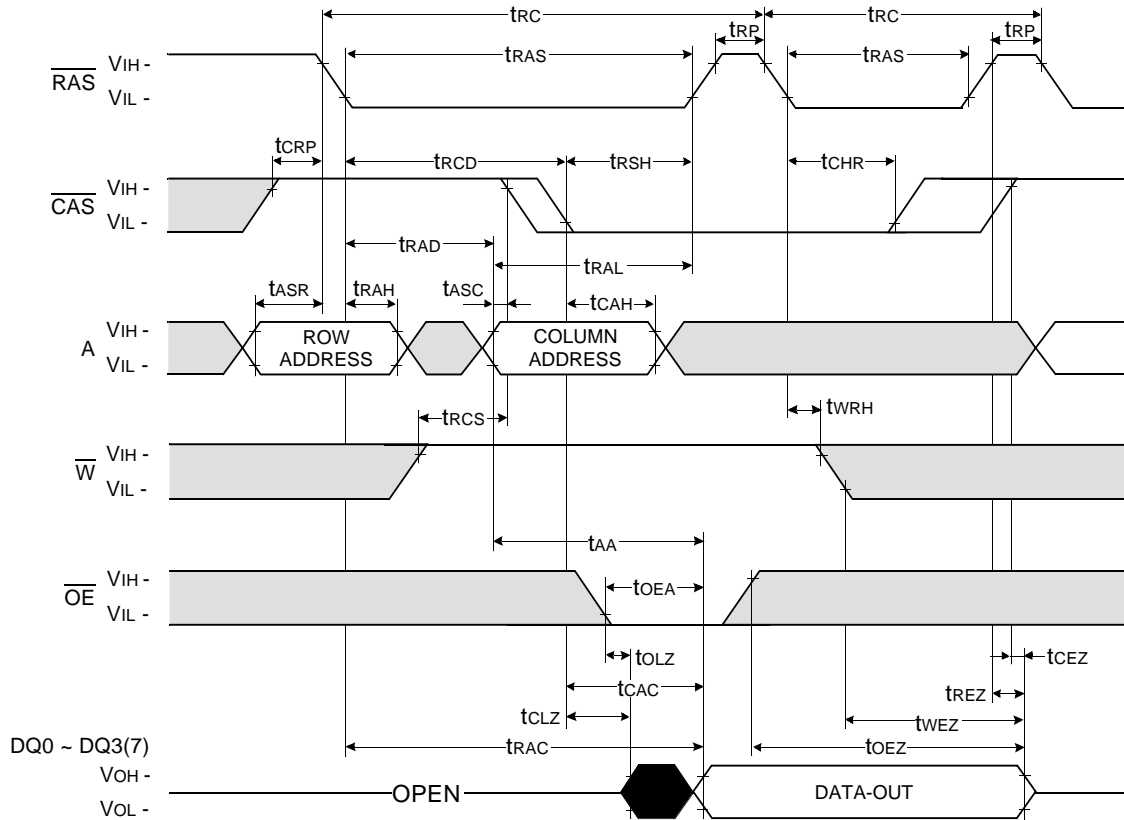 tRC tRC
tRP tRP
tRAS tRAS
RAS
VIH -
VIL -
tCRP tRCD tRSH tCHR
CAS
VIH -
VIL -
tRAD tRAL
tASR tRAH tASC tCAH
A
VIH -
VIL -
ROW
ADDRESS
COLUMN
ADDRESS
tRCS tWRH
W
VIH -
VIL -
tAA
OE
VIH -
VIL -
tOEA
tOLZ tCEZ
tCAC tREZ
tCLZ tWEZ
tRAC tOEZ
DQ0 ~ DQ3(7)
VOH -
VOL -
OPEN DATA-OUT